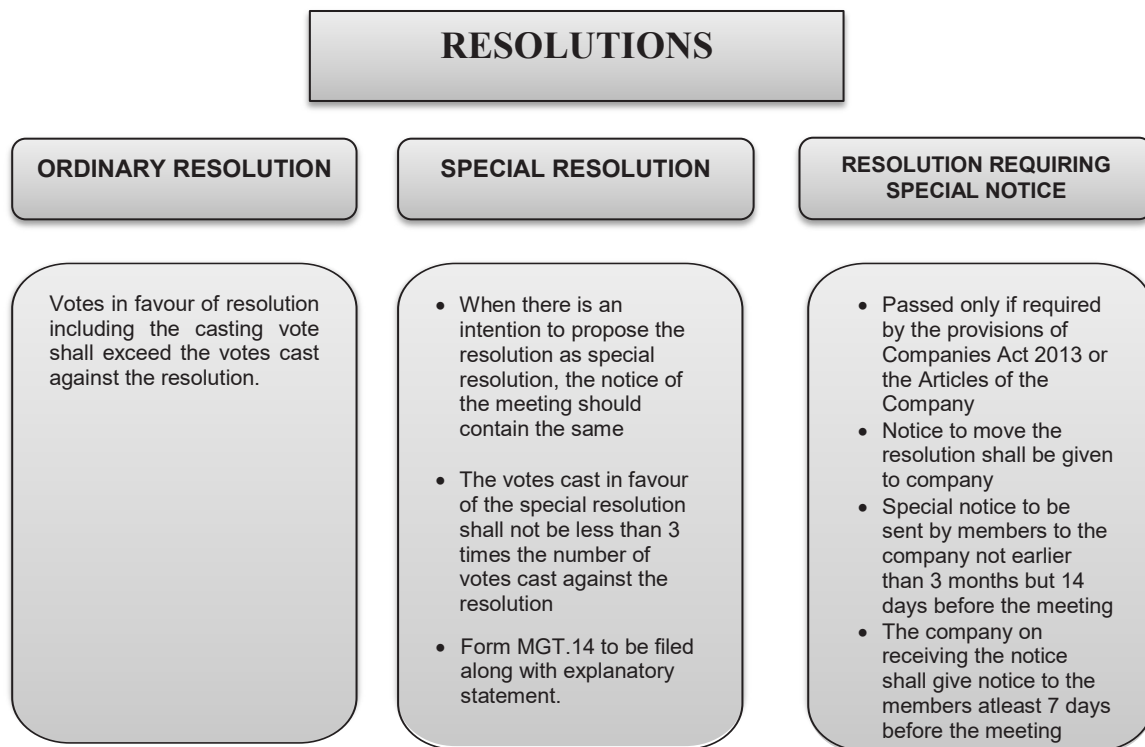 RESOLUTIONS
ORDINARY RESOLUTION
Votes in favour of resolution
including the casting vote
shall exceed the votes cast
against the resolution.
SPECIAL RESOLUTION
• When there is an
intention to propose the
resolution as special
resolution, the notice of
the meeting should
contain the same
• The votes cast in favour
of the special resolution
shall not be less than 3
times the number of
votes cast against the
resolution
• Form MGT.14 to be filed
along with explanatory
statement.
RESOLUTION REQUIRING
SPECIAL NOTICE
• Passed only if required
by the provisions of
Companies Act 2013 or
the Articles of the
Company
• Notice to move the
resolution shall be given
to company
• Special notice to be
sent by members to the
company not earlier
than 3 months but 14
days before the meeting
• The company on
receiving the notice
shall give notice to the
members atleast 7 days
before the meeting